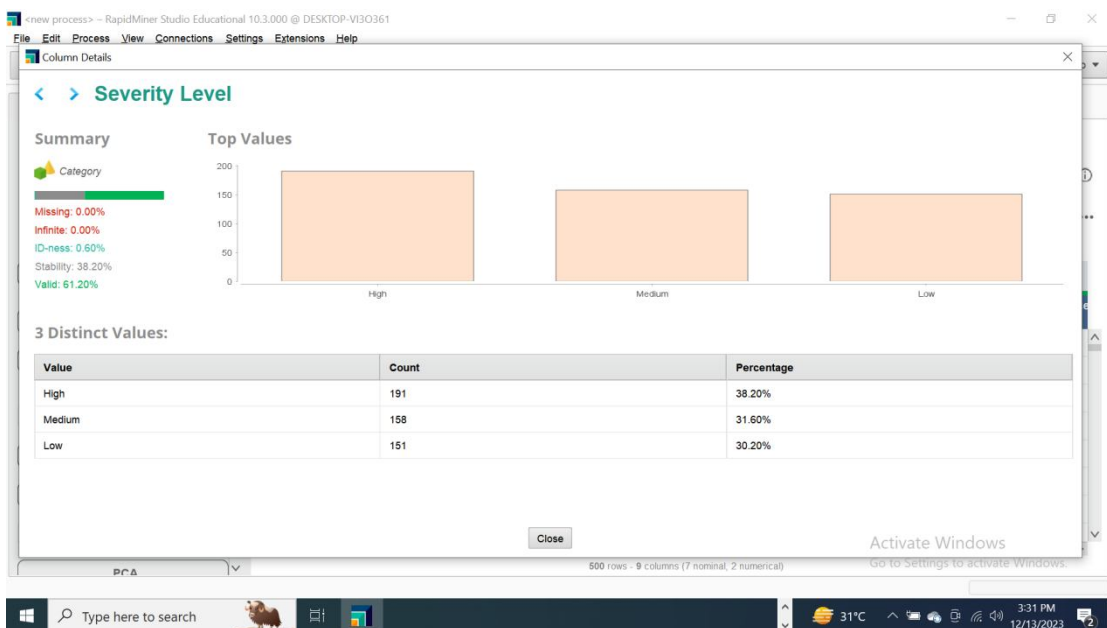 <new process> – RapidMiner Studio Educational 10.3.000 @ DESKTOP-VI3O361
File Edit Process View Connections Settings Extensions Help
Column Details
Severity Level
Summary
Top Values
Category
Missing: 0.00%
Infinite: 0.00%
ID-ness: 0.60%
Stability: 38.20%
Valid: 61.20%
200
150
100
50
0
High Medium Low
3 Distinct Values:
Value Count Percentage
High 191 38.20%
Medium 158 31.60%
Low 151 30.20%
Close
Activate Windows
Go to Settings to activate Windows.
PCA
500 rows - 9 columns (7 nominal, 2 numerical)
Type here to search
31°C
3:31 PM
12/13/2023
2